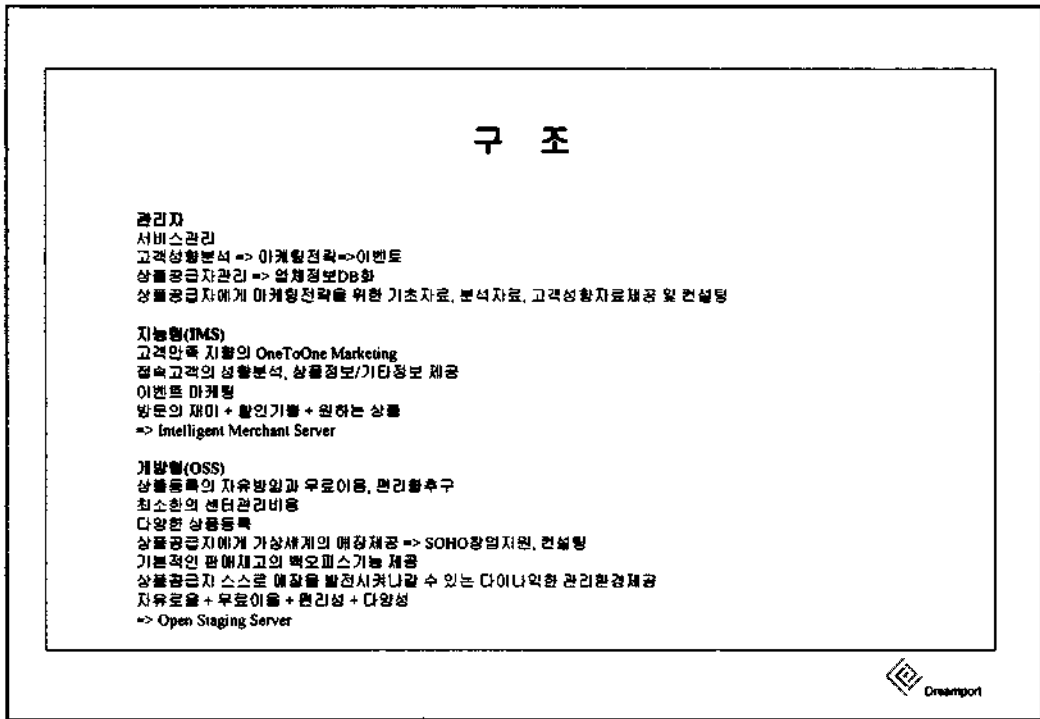 구 조
관리자
서비스관리
고객성향분석 => 마케팅전략=>이벤트
상품공급자관리 => 업체정보DB화
상품공급자에게 마케팅전략을 위한 기초자료, 분석자료, 고객성향자료제공 및 컨설팅
지능형(IMS)
고객만족 지향의 OneToOne Marketing
접속고객의 성향분석, 상품정보/기타정보 제공
이벤트 마케팅
방문의 재미 + 할인기쁨 + 원하는 상품
=> Intelligent Merchant Server
개방형(OSS)
상품등록의 자유방임과 무료이용, 편리함추구
최소한의 센터관리비용
다양한 상품등록
상품공급자에게 가상세계의 매장제공 => SOHO창업지원, 컨설팅
기본적인 판매재고의 백오피스기능 제공
상품공급자 스스로 매장을 발전시켜나갈 수 있는 다이나믹한 관리환경제공
자유로움 + 무료이용 + 편리성 + 다양성
=> Open Staging Server
Dreamport